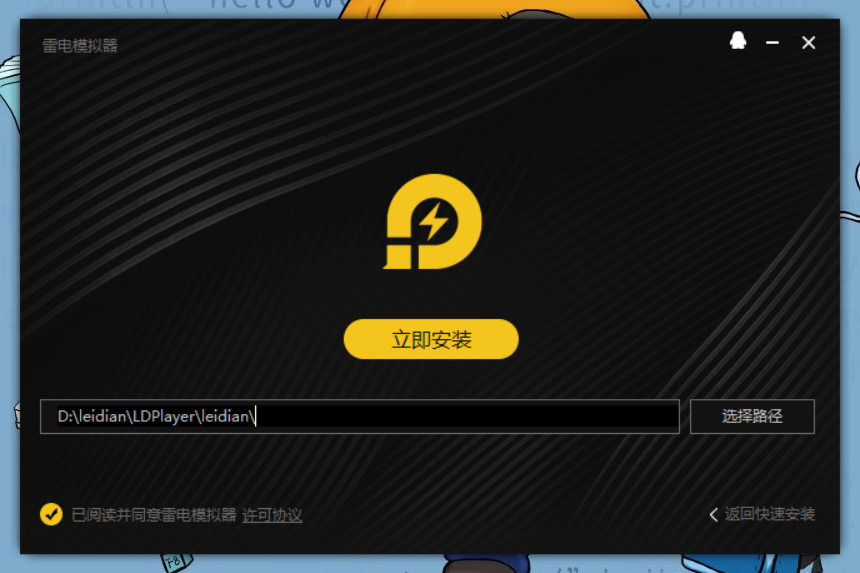 雷电模拟器
立即安装
D:\leidian\LDPlayer\leidian\
选择路径
已阅读并同意雷电模拟器 许可协议
返回快速安装
F8